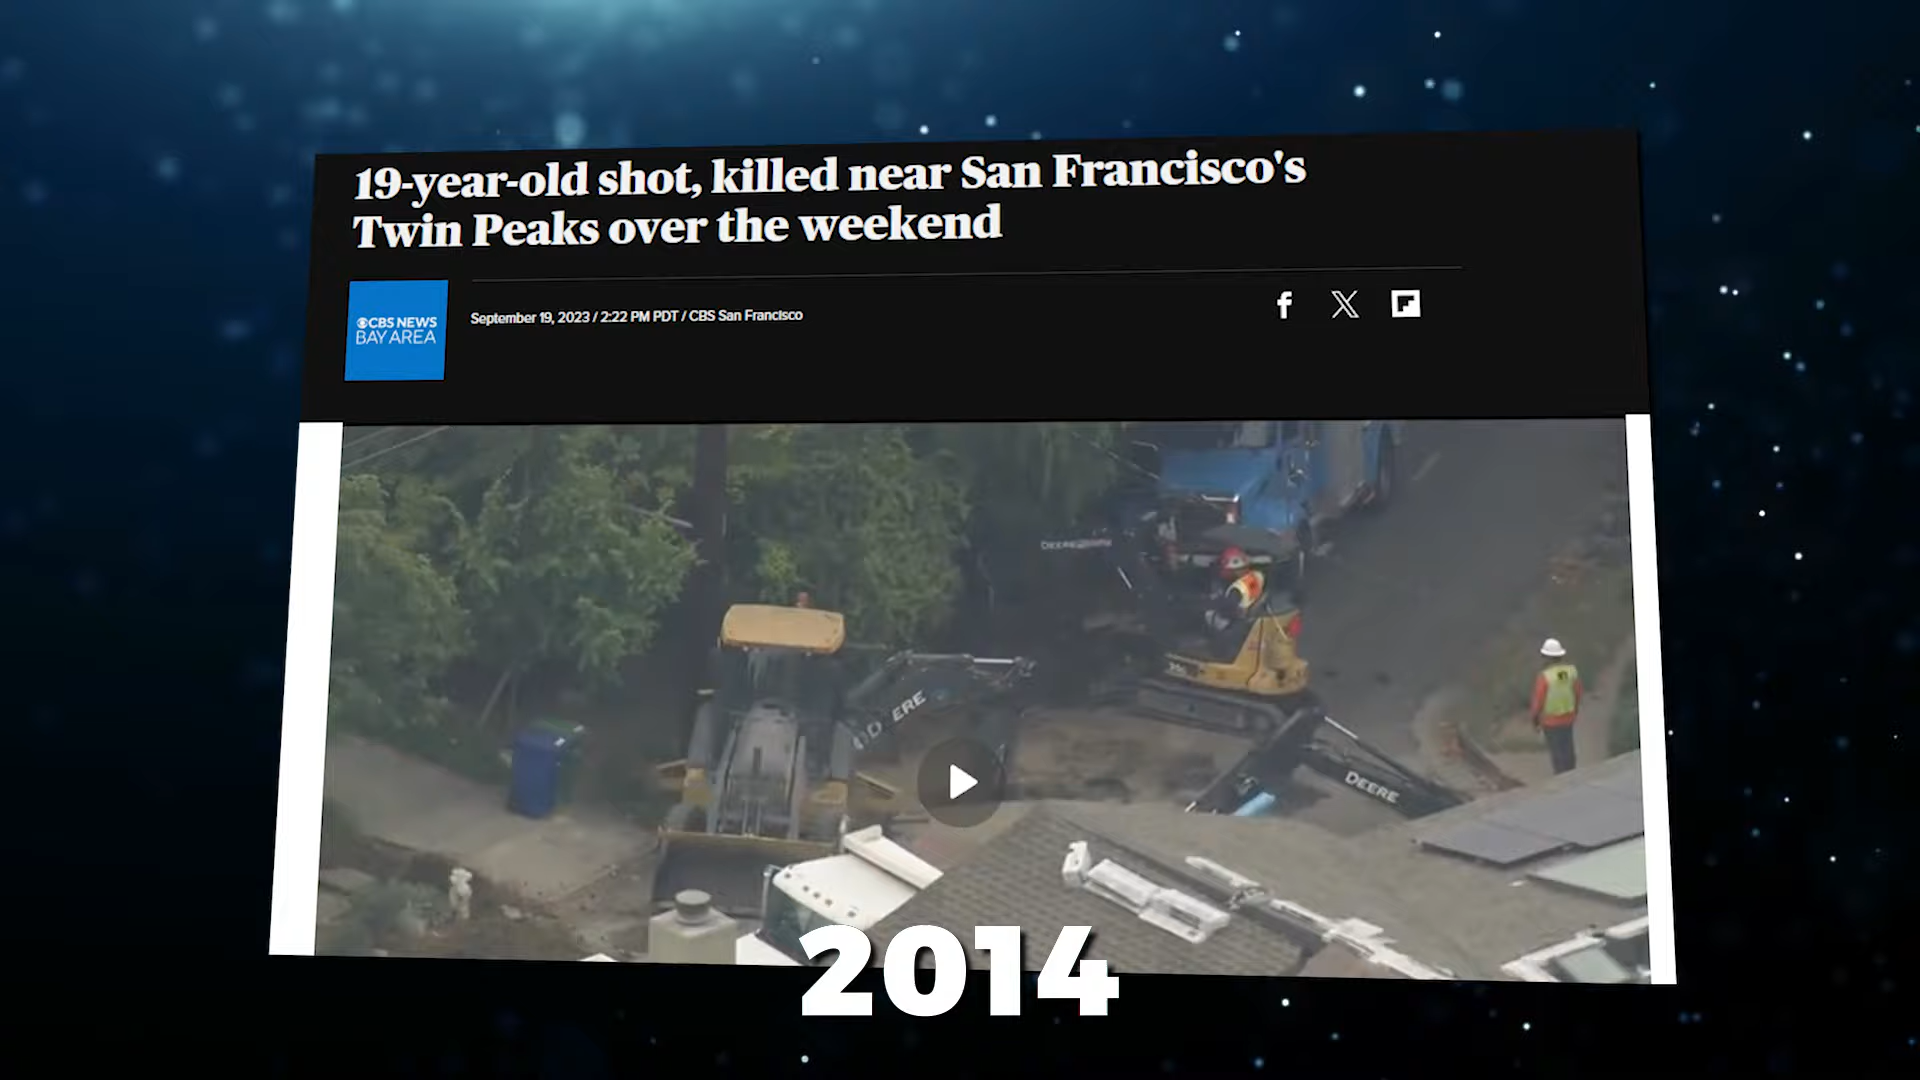 19-year-old shot, killed near San Francisco's
Twin Peaks over the weekend
CBS NEWS
BAY AREA
September 19, 2023 / 2:22 PM PDT / CBS San Francisco
DEERE
DEERE
DEERE
2014